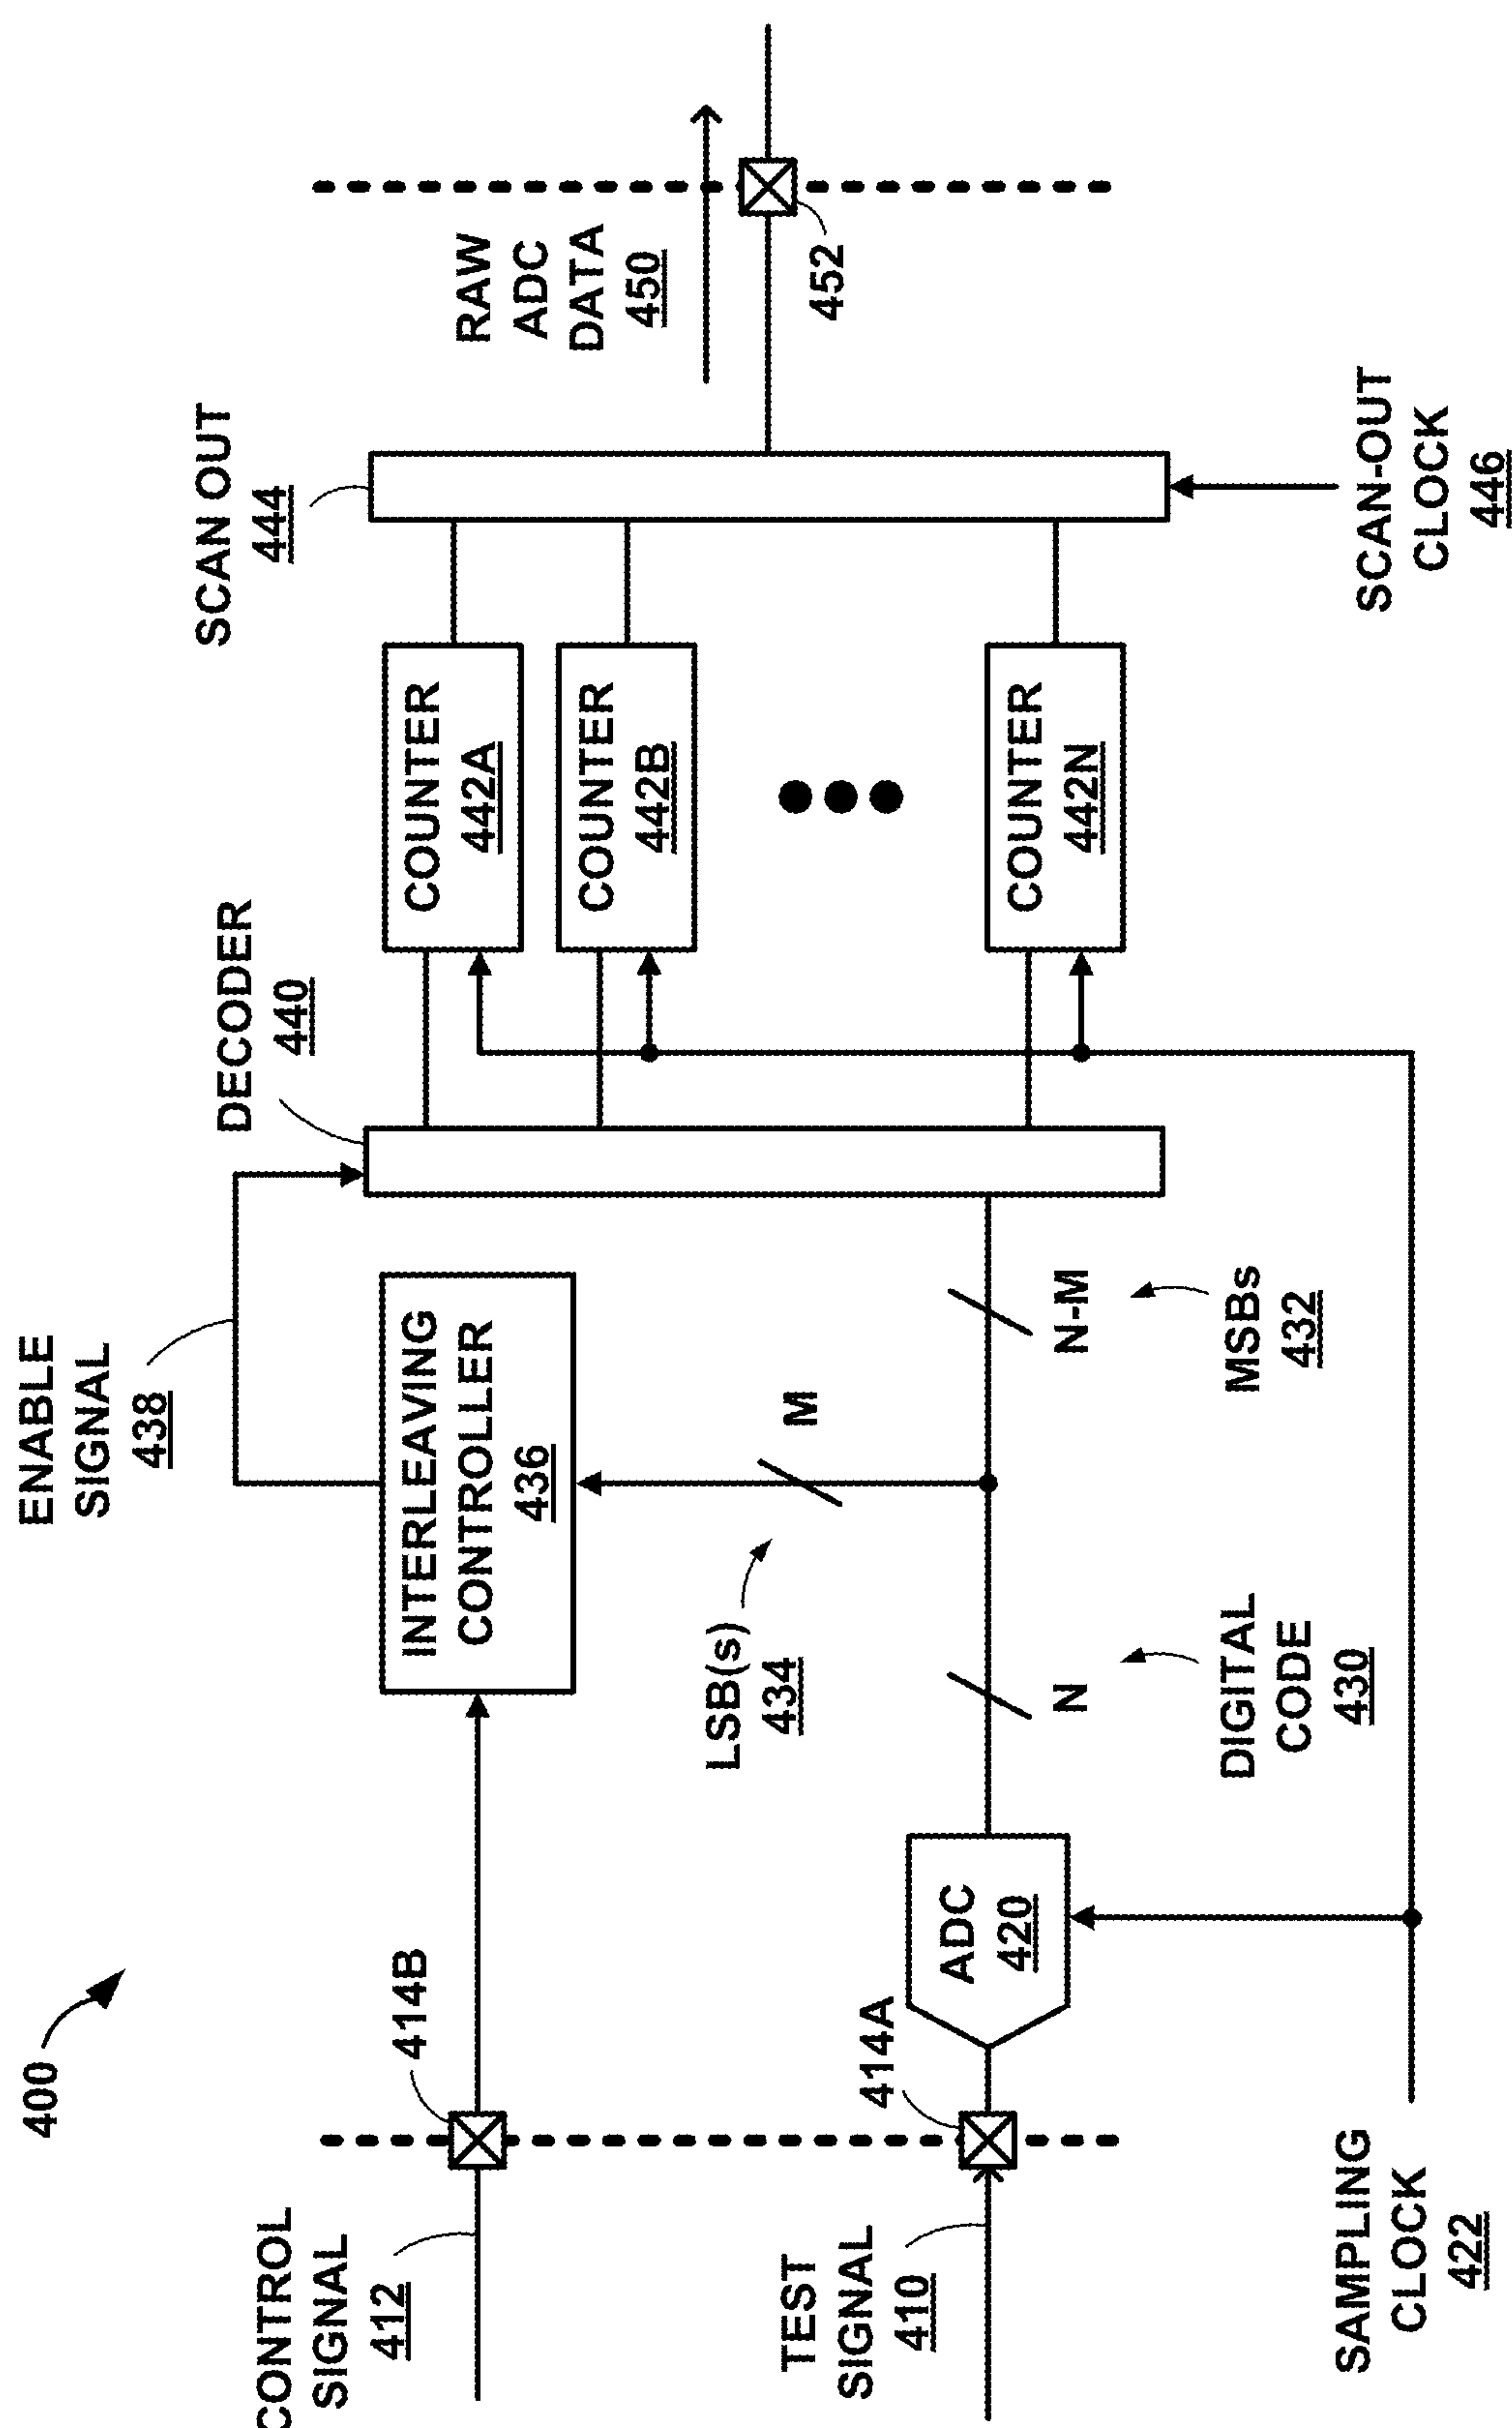 400
CONTROL
SIGNAL
412
414B
TEST
SIGNAL
410
414A
SAMPLING
CLOCK
422
ADC
420
DIGITAL
CODE
430
N
LSB(s)
434
M
INTERLEAVING
CONTROLLER
436
ENABLE
SIGNAL
438
N-M
MSBs
432
DECODER
440
COUNTER
442A
COUNTER
442B
COUNTER
442N
SCAN OUT
444
SCAN-OUT
CLOCK
446
RAW
ADC
DATA
450
452